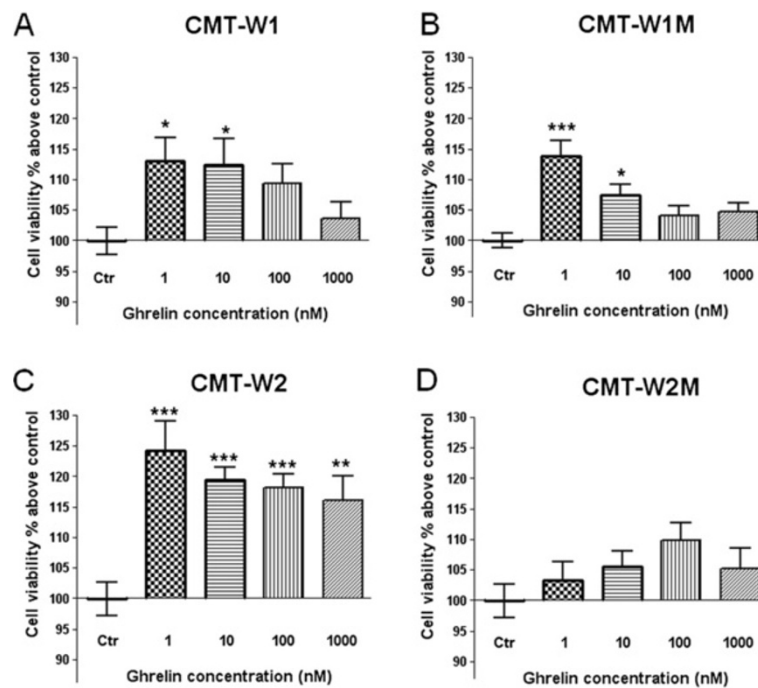 A
CMT-W1
Cell viability % above control
130
125
120
115
110
105
100
95
90
*
*
Ctr 1 10 100 1000
Ghrelin concentration (nM)
B
CMT-W1M
Cell viability % above control
130
125
120
115
110
105
100
95
90
***
*
Ctr 1 10 100 1000
Ghrelin concentration (nM)
C
CMT-W2
Cell viability % above control
130
125
120
115
110
105
100
95
90
***
***
***
**
Ctr 1 10 100 1000
Ghrelin concentration (nM)
D
CMT-W2M
Cell viability % above control
130
125
120
115
110
105
100
95
90
Ctr 1 10 100 1000
Ghrelin concentration (nM)